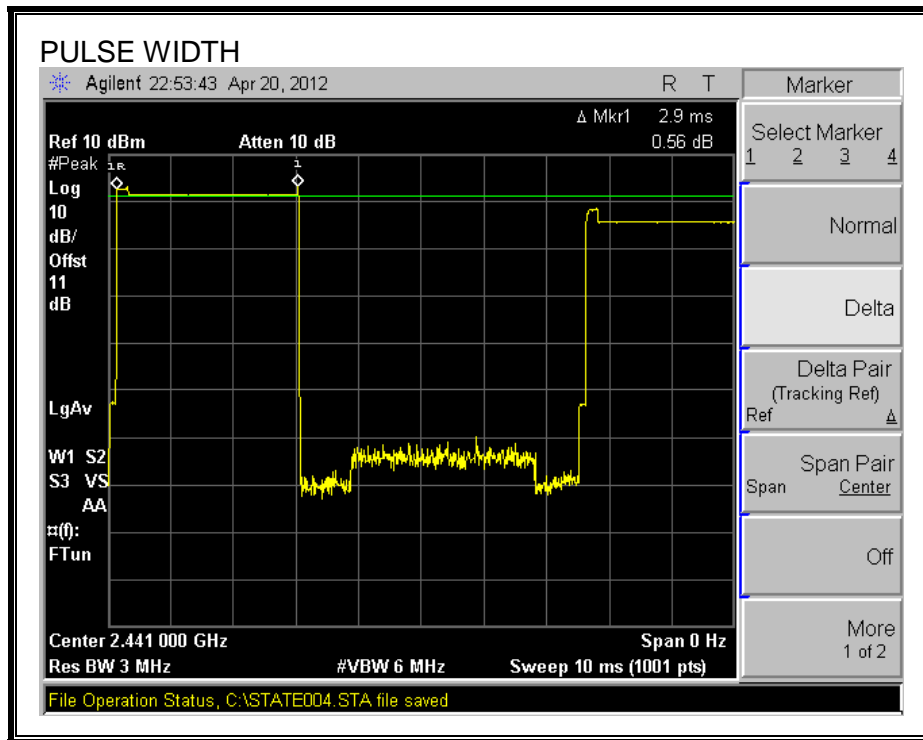 PULSE WIDTH
Agilent 22:53:43 Apr 20, 2012 R T
Δ Mkr1 2.9 ms
Ref 10 dBm Atten 10 dB 0.56 dB
#Peak
Log
10
dB/
Offst
11
dB
1R
1
LgAv
W1 S2
S3 VS
AA
¤(f):
FTun
Center 2.441 000 GHz Span 0 Hz
Res BW 3 MHz #VBW 6 MHz Sweep 10 ms (1001 pts)
File Operation Status, C:\STATE004.STA file saved
Marker
Select Marker
1 2 3 4
Normal
Delta
Delta Pair
(Tracking Ref)
Ref Δ
Span Pair
Span Center
Off
More
1 of 2